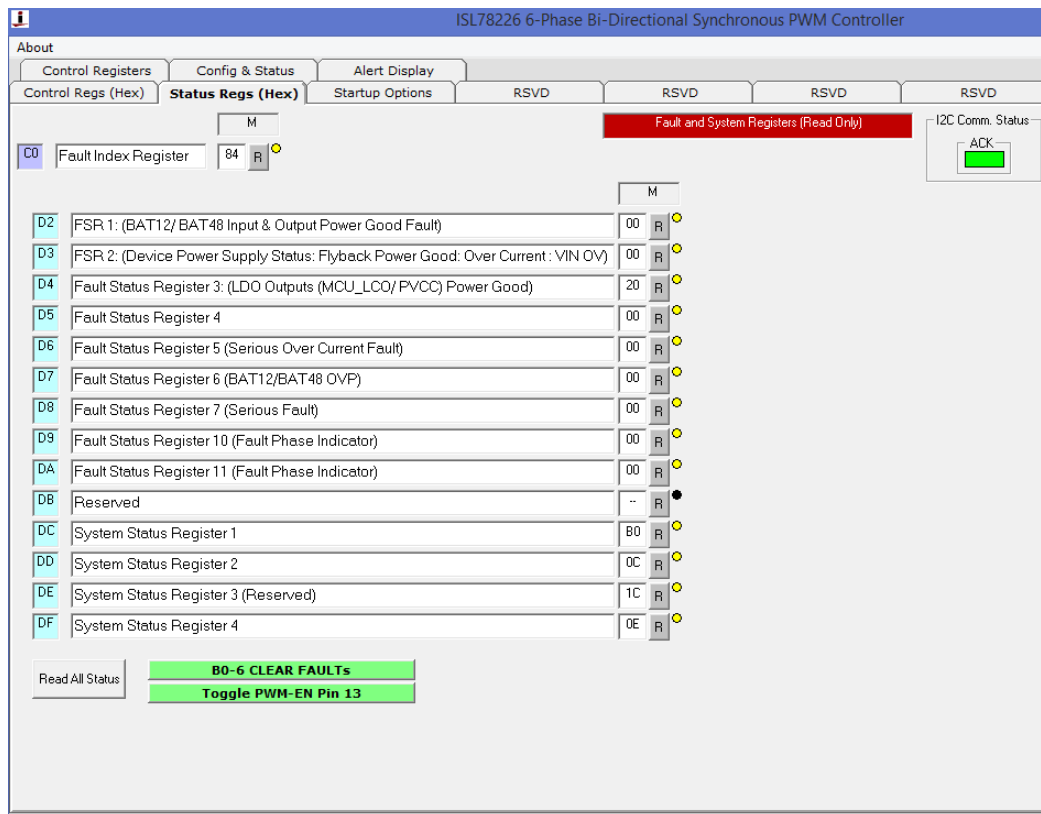 ISL78226 6-Phase Bi-Directional Synchronous PWM Controller
About
Control Registers Config & Status Alert Display
Control Regs (Hex) Status Regs (Hex) Startup Options RSVD RSVD RSVD RSVD
M Fault and System Registers (Read Only) I2C Comm. Status
ACK
C0 Fault Index Register 84 R
M
D2 FSR 1: (BAT12/ BAT48 Input & Output Power Good Fault) 00 R
D3 FSR 2: (Device Power Supply Status: Flyback Power Good: Over Current : VIN OV) 00 R
D4 Fault Status Register 3: (LDO Outputs (MCU_LCO/ PVCC) Power Good) 20 R
D5 Fault Status Register 4 00 R
D6 Fault Status Register 5 (Serious Over Current Fault) 00 R
D7 Fault Status Register 6 (BAT12/BAT48 OVP) 00 R
D8 Fault Status Register 7 (Serious Fault) 00 R
D9 Fault Status Register 10 (Fault Phase Indicator) 00 R
DA Fault Status Register 11 (Fault Phase Indicator) 00 R
DB Reserved -- R
DC System Status Register 1 B0 R
DD System Status Register 2 0C R
DE System Status Register 3 (Reserved) 1C R
DF System Status Register 4 0E R
Read All Status B0-6 CLEAR FAULTs
Toggle PWM-EN Pin 13